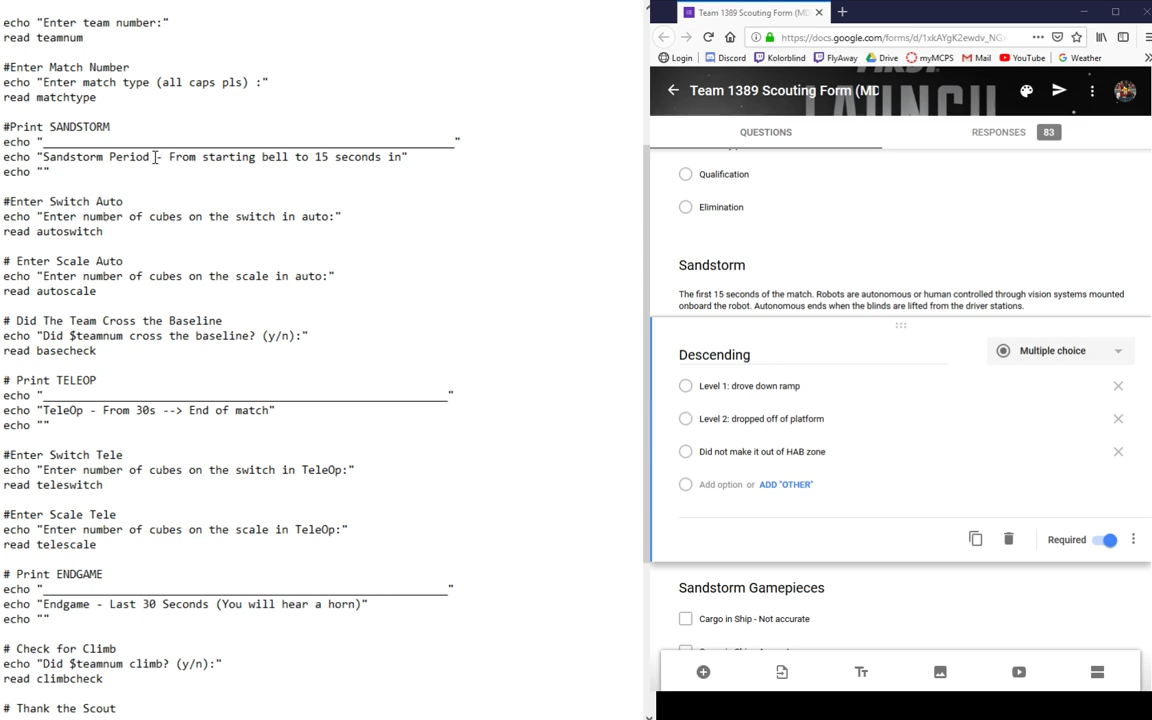 echo "Enter team number:"
read teamnum
#Enter Match Number
echo "Enter match type (all caps pls) :"
read matchtype
#Print SANDSTORM
echo "_______________________________________________________________"
echo "Sandstorm Period - From starting bell to 15 seconds in"
echo ""
#Enter Switch Auto
echo "Enter number of cubes on the switch in auto:"
read autoswitch
# Enter Scale Auto
echo "Enter number of cubes on the scale in auto:"
read autoscale
# Did The Team Cross the Baseline
echo "Did $teamnum cross the baseline? (y/n):"
read basecheck
# Print TELEOP
echo "______________________________________________________________"
echo "TeleOp - From 30s --> End of match"
echo ""
#Enter Switch Tele
echo "Enter number of cubes on the switch in TeleOp:"
read teleswitch
#Enter Scale Tele
echo "Enter number of cubes on the scale in TeleOp:"
read telescale
# Print ENDGAME
echo "______________________________________________________________"
echo "Endgame - Last 30 Seconds (You will hear a horn)"
echo ""
# Check for Climb
echo "Did $teamnum climb? (y/n):"
read climbcheck
# Thank the Scout
Team 1389 Scouting Form (MD
https://docs.google.com/forms/d/1xkAYgK2ewdv_NG
Login Discord Kolorblind FlyAway Drive myMCPS Mail YouTube Weather
FIRST
LAUNCH
Team 1389 Scouting Form (MD
QUESTIONS RESPONSES 83
Qualification
Elimination
Sandstorm
The first 15 seconds of the match. Robots are autonomous or human controlled through vision systems mounted
onboard the robot. Autonomous ends when the blinds are lifted from the driver stations.
Descending Multiple choice
Level 1: drove down ramp
Level 2: dropped off of platform
Did not make it out of HAB zone
Add option or ADD "OTHER"
Required
Sandstorm Gamepieces
Cargo in Ship - Not accurate
Tt